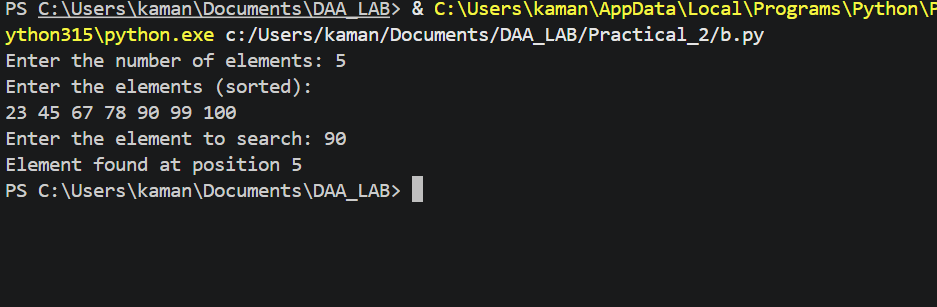 PS C:\Users\kaman\Documents\DAA_LAB> & C:\Users\kaman\AppData\Local\Programs\Python\P
ython315\python.exe c:/Users/kaman/Documents/DAA_LAB/Practical_2/b.py
Enter the number of elements: 5
Enter the elements (sorted):
23 45 67 78 90 99 100
Enter the element to search: 90
Element found at position 5
PS C:\Users\kaman\Documents\DAA_LAB>